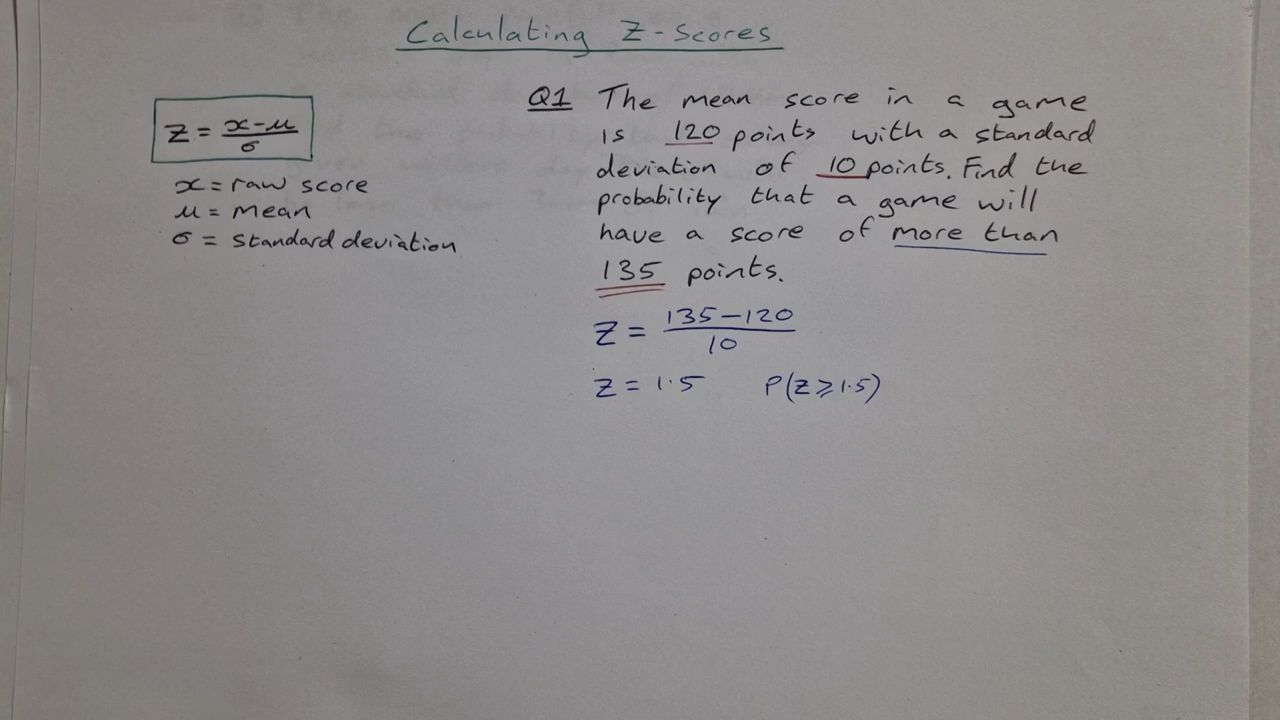 Calculating Z-Scores
Z = x-μ/σ
x = raw score
μ = mean
σ = standard deviation
Q1 The mean score in a game
is 120 points with a standard
deviation of 10 points. Find the
probability that a game will
have a score of more than
135 points.
Z = 135-120/10
Z = 1.5 P(Z ⩾ 1.5)